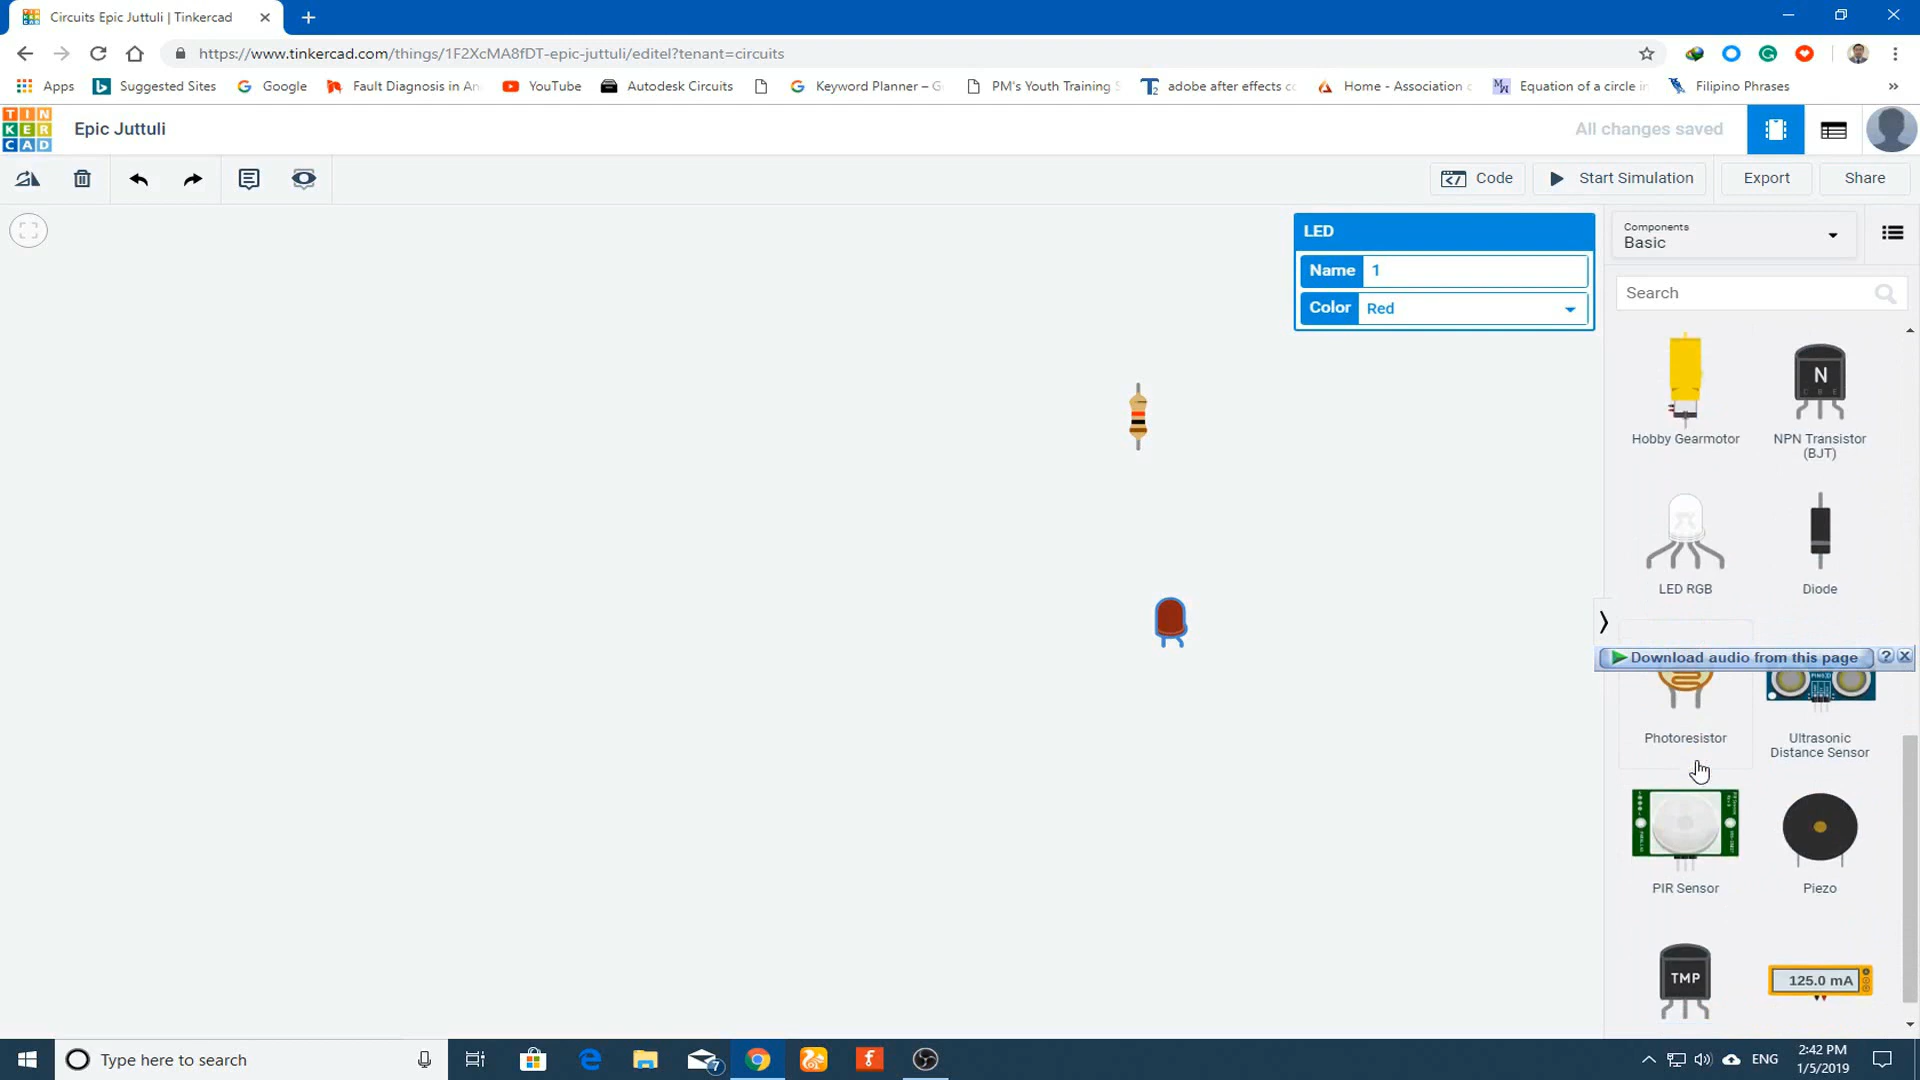 Circuits Epic Juttuli | Tinkercad
https://www.tinkercad.com/things/1F2XcMA8fDT-epic-juttuli/editel?tenant=circuits
Apps Suggested Sites Google Fault Diagnosis in An YouTube Autodesk Circuits Keyword Planner – G PM's Youth Training S adobe after effects cc Home - Association c Equation of a circle in Filipino Phrases »
TIN
KER
CAD
Epic Juttuli
All changes saved
Code Start Simulation Export Share
LED
Name 1
Color Red
Components
Basic
Search
N
C B E
Hobby Gearmotor
NPN Transistor
(BJT)
LED RGB
Diode
Download audio from this page ?
Photoresistor
Ultrasonic
Distance Sensor
PIR Sensor
Piezo
TMP
125.0 mA
Type here to search
7
ENG
2:42 PM
1/5/2019